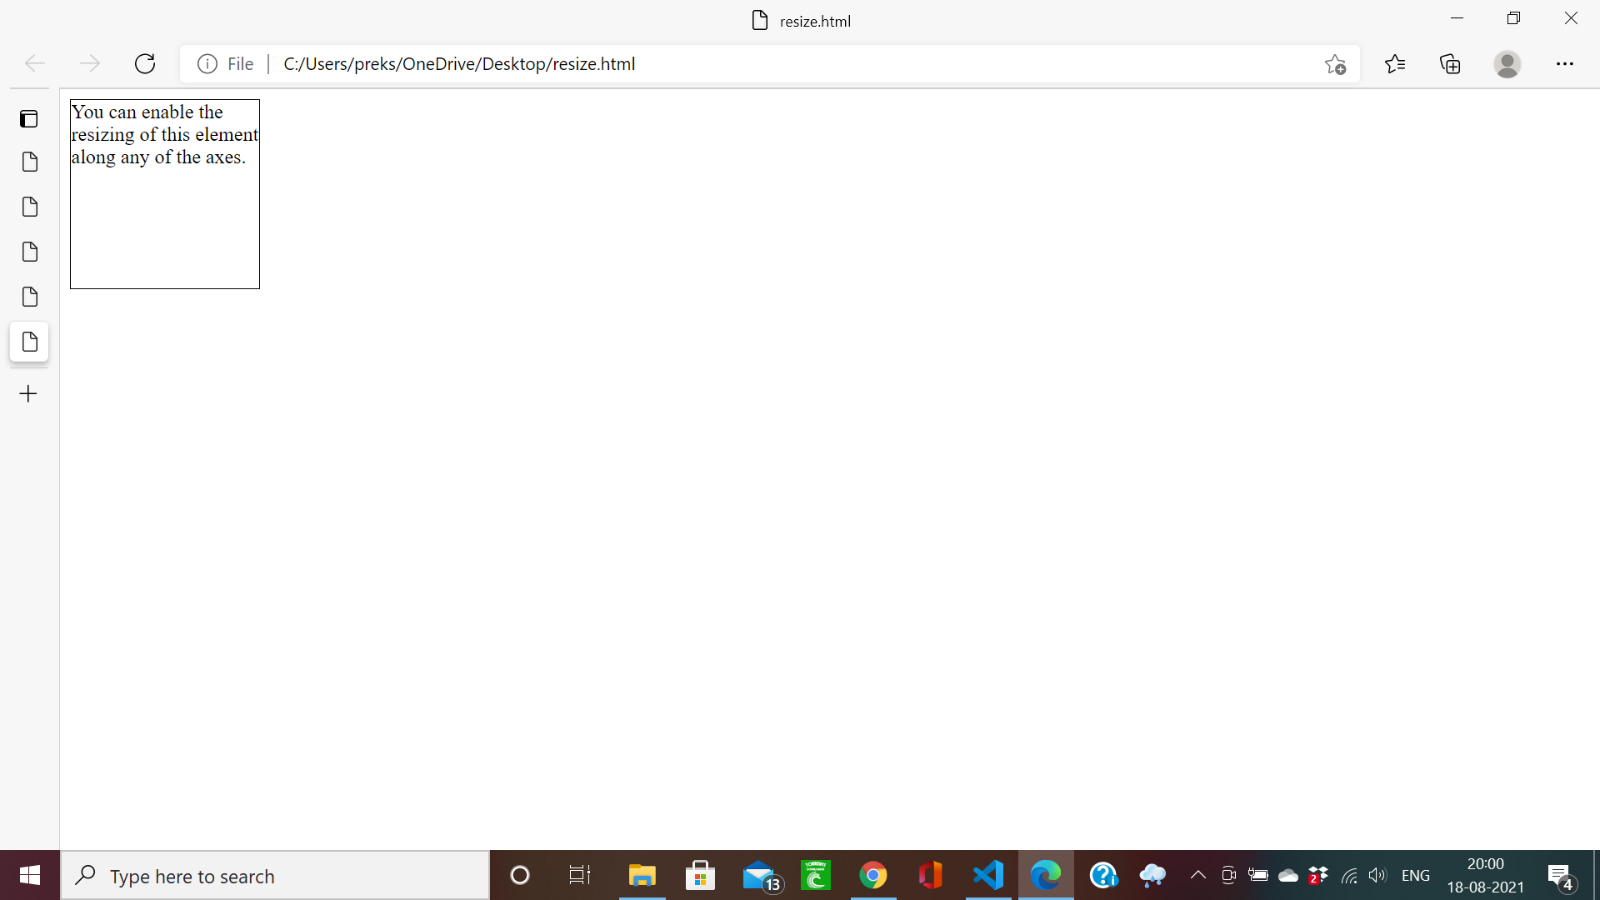 resize.html
File
C:/Users/preks/OneDrive/Desktop/resize.html
You can enable the
resizing of this element
along any of the axes.
Type here to search
13
2
ENG
20:00
18-08-2021
4